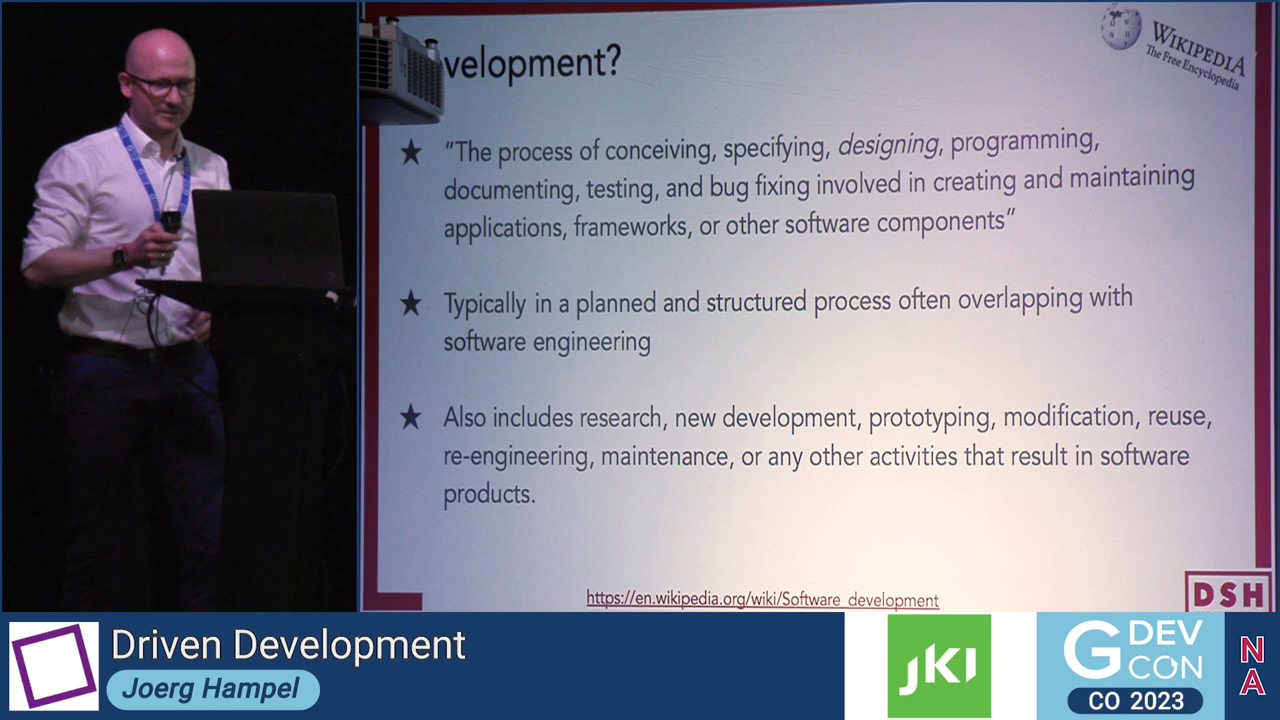 velopment?
WIKIPEDIA
The Free Encyclopedia
★ "The process of conceiving, specifying, designing, programming,
documenting, testing, and bug fixing involved in creating and maintaining
applications, frameworks, or other software components"
★ Typically in a planned and structured process often overlapping with
software engineering
★ Also includes research, new development, prototyping, modification, reuse,
re-engineering, maintenance, or any other activities that result in software
products.
https://en.wikipedia.org/wiki/Software_development
DSH
Driven Development
Joerg Hampel
JKI
G DEV
CON
CO 2023
NA